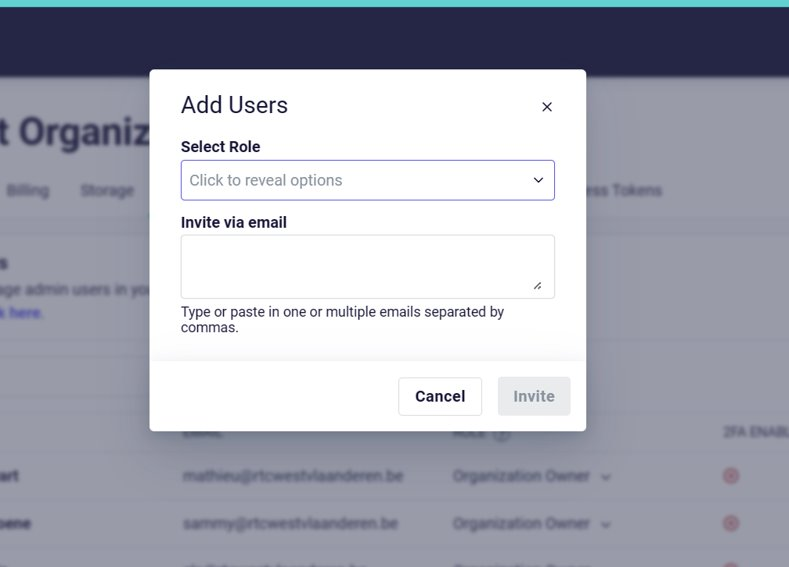 Add Users
Select Role
Click to reveal options
Invite via email
Type or paste in one or multiple emails separated by
commas.
Cancel
Invite
t Organiz
Billing
Storage
ess Tokens
s
age admin users in you
k here.
EMAIL
ROLE
2FA ENABL
art
mathieu@rtcwestvlaanderen.be
Organization Owner
oene
sammy@rtcwestvlaanderen.be
Organization Owner